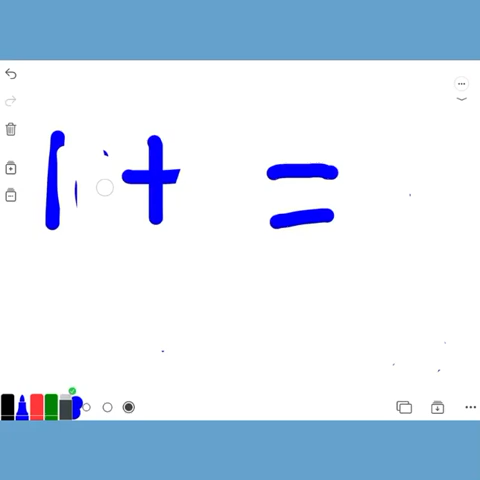 1 + =